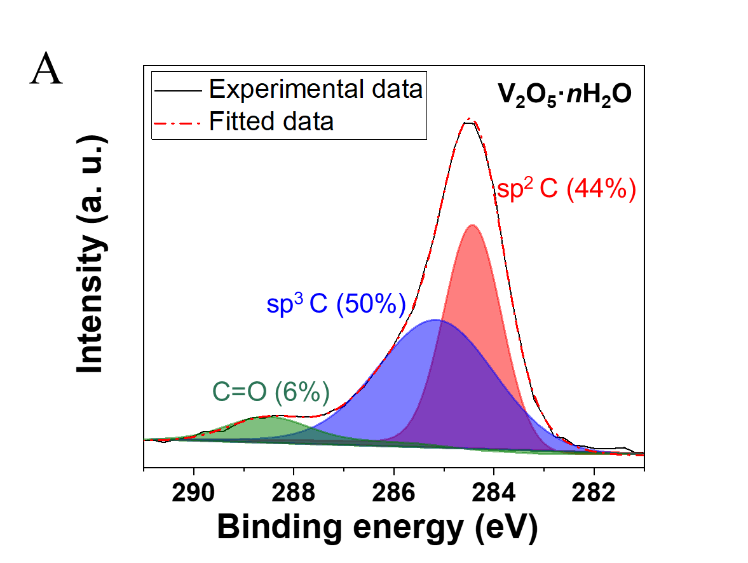 A
Experimental data
Fitted data
V₂O₅·nH₂O
sp² C (44%)
sp³ C (50%)
C=O (6%)
Intensity (a. u.)
290 288 286 284 282
Binding energy (eV)